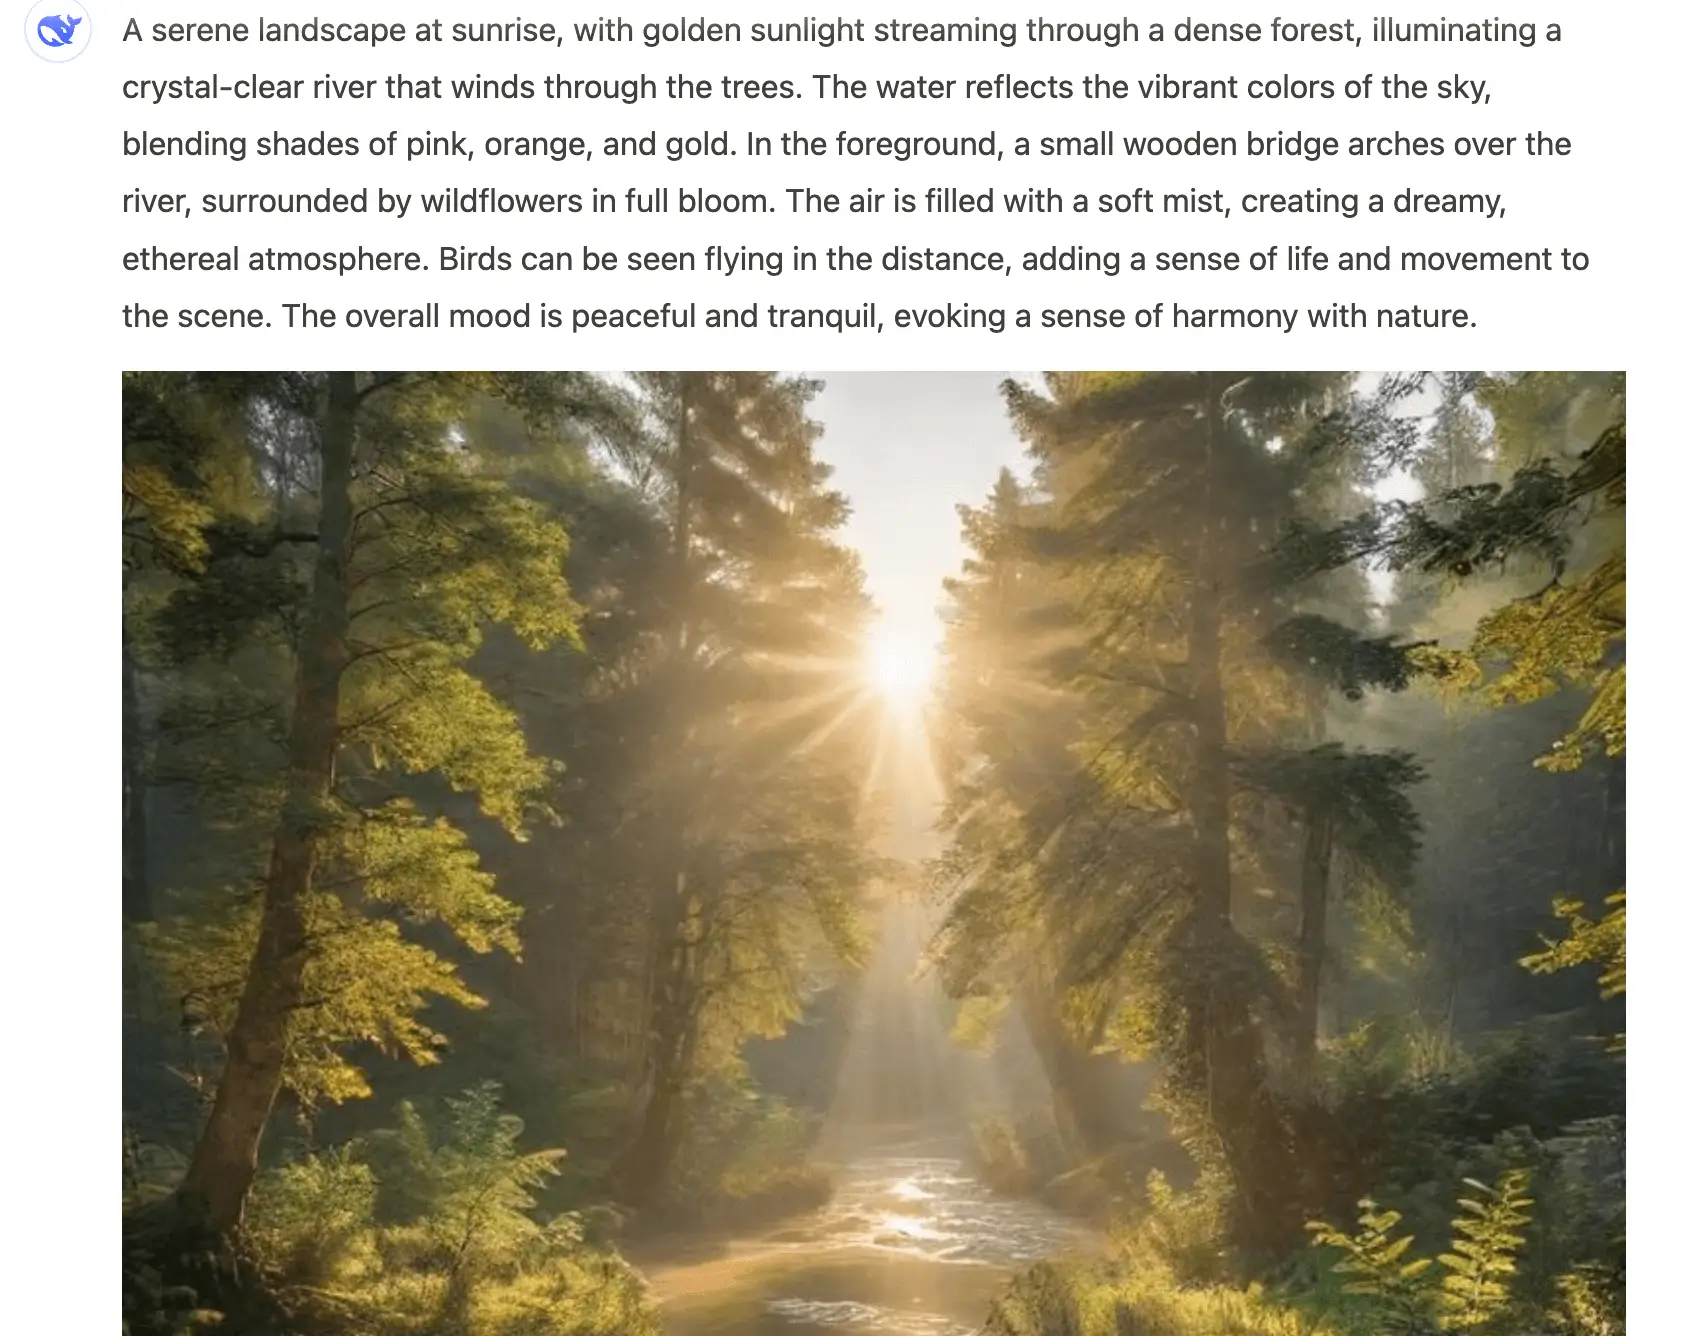 A serene landscape at sunrise, with golden sunlight streaming through a dense forest, illuminating a
crystal-clear river that winds through the trees. The water reflects the vibrant colors of the sky,
blending shades of pink, orange, and gold. In the foreground, a small wooden bridge arches over the
river, surrounded by wildflowers in full bloom. The air is filled with a soft mist, creating a dreamy,
ethereal atmosphere. Birds can be seen flying in the distance, adding a sense of life and movement to
the scene. The overall mood is peaceful and tranquil, evoking a sense of harmony with nature.